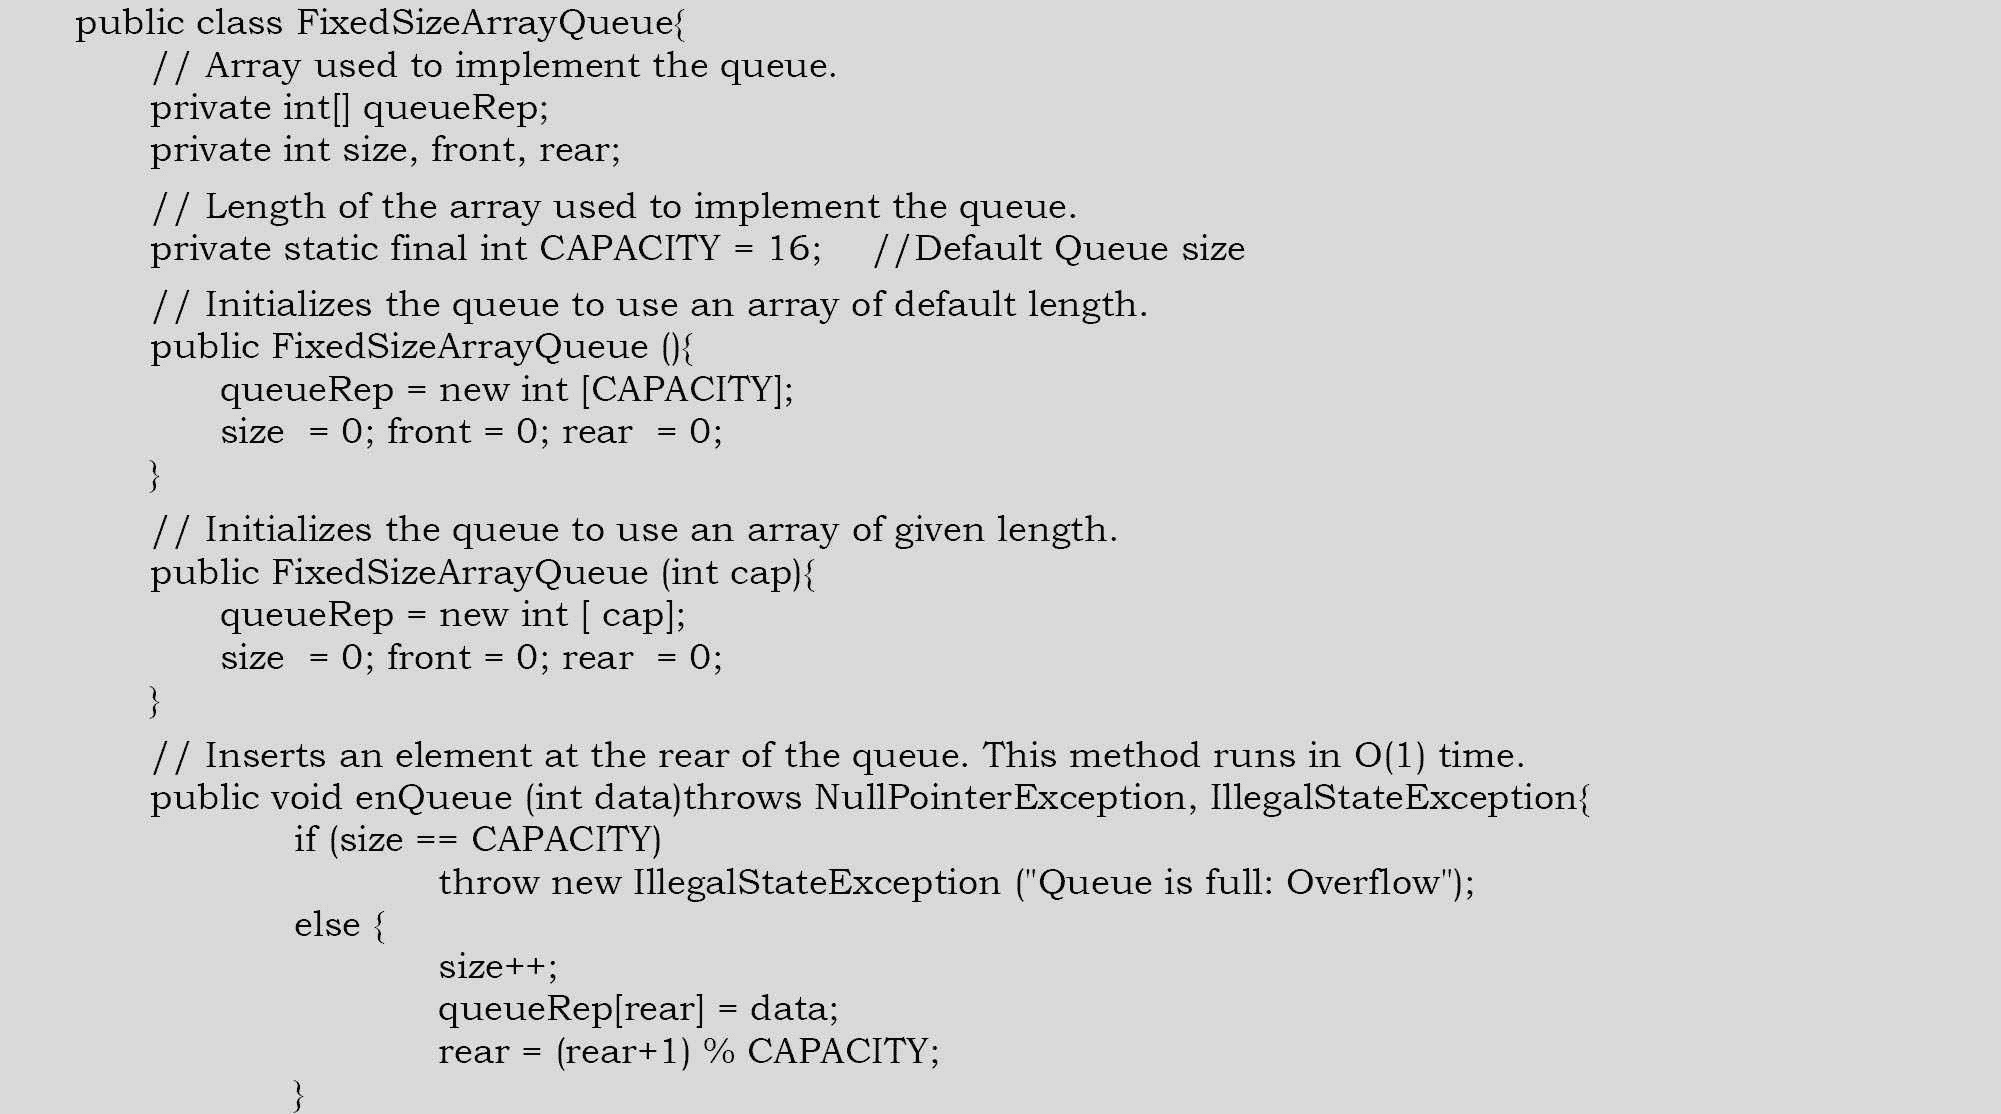 public class FixedSizeArrayQueue{
// Array used to implement the queue.
private int[] queueRep;
private int size, front, rear;
// Length of the array used to implement the queue.
private static final int CAPACITY = 16; //Default Queue size
// Initializes the queue to use an array of default length.
public FixedSizeArrayQueue (){
queueRep = new int [CAPACITY];
size = 0; front = 0; rear = 0;
}
// Initializes the queue to use an array of given length.
public FixedSizeArrayQueue (int cap){
queueRep = new int [ cap];
size = 0; front = 0; rear = 0;
}
// Inserts an element at the rear of the queue. This method runs in O(1) time.
public void enQueue (int data)throws NullPointerException, IllegalStateException{
if (size == CAPACITY)
throw new IllegalStateException ("Queue is full: Overflow");
else {
size++;
queueRep[rear] = data;
rear = (rear+1) % CAPACITY;
}